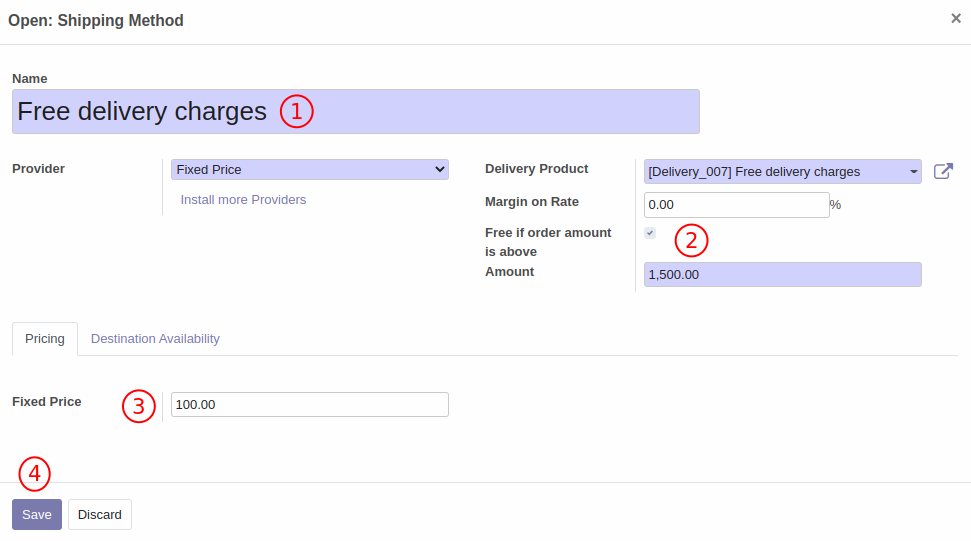 Open: Shipping Method ×
Name
Free delivery charges 1
Provider Fixed Price
Install more Providers
Delivery Product [Delivery_007] Free delivery charges
Margin on Rate 0.00 %
Free if order amount
is above 2
Amount 1,500.00
Pricing Destination Availability
Fixed Price 3 100.00
4
Save Discard